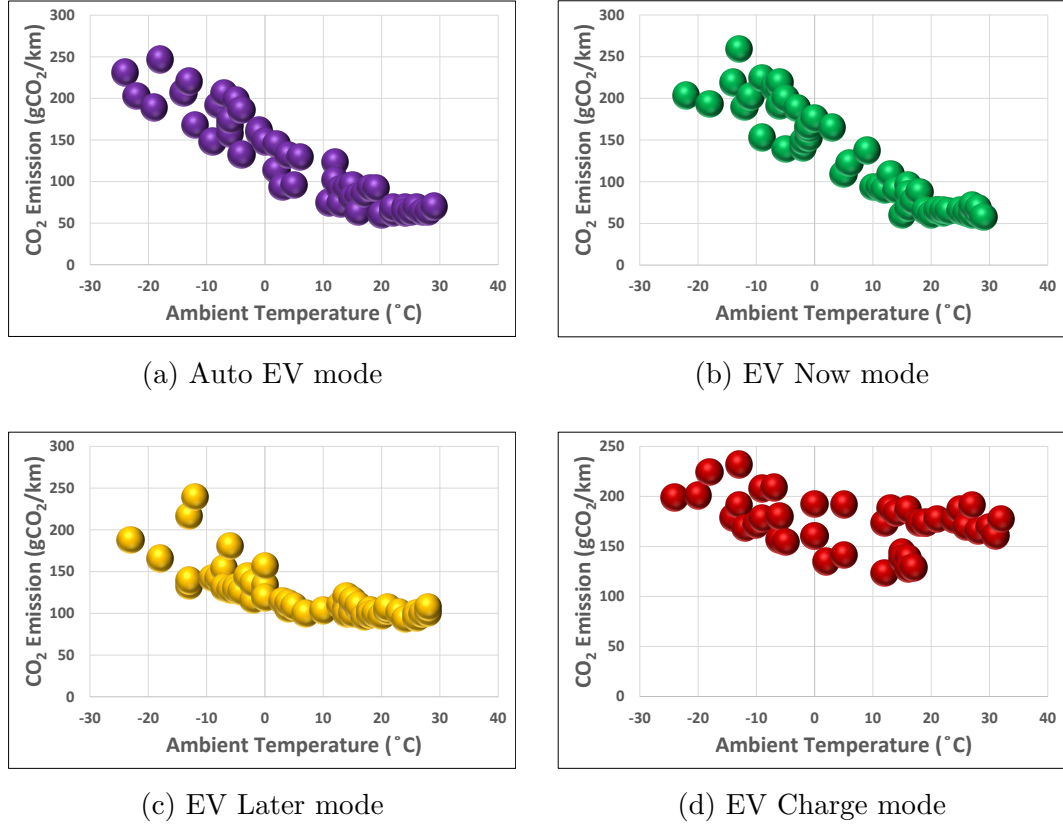 300
250
200
150
100
50
0
-30 -20 -10 0 10 20 30 40
CO₂ Emission (gCO₂/km)
Ambient Temperature (˚C)
(a) Auto EV mode
300
250
200
150
100
50
0
-30 -20 -10 0 10 20 30 40
CO₂ Emission (gCO₂/km)
Ambient Temperature (˚C)
(b) EV Now mode
300
250
200
150
100
50
0
-30 -20 -10 0 10 20 30 40
CO₂ Emission (gCO₂/km)
Ambient Temperature (˚C)
(c) EV Later mode
250
200
150
100
50
0
-30 -20 -10 0 10 20 30 40
CO₂ Emission (gCO₂/km)
Ambient Temperature (˚C)
(d) EV Charge mode